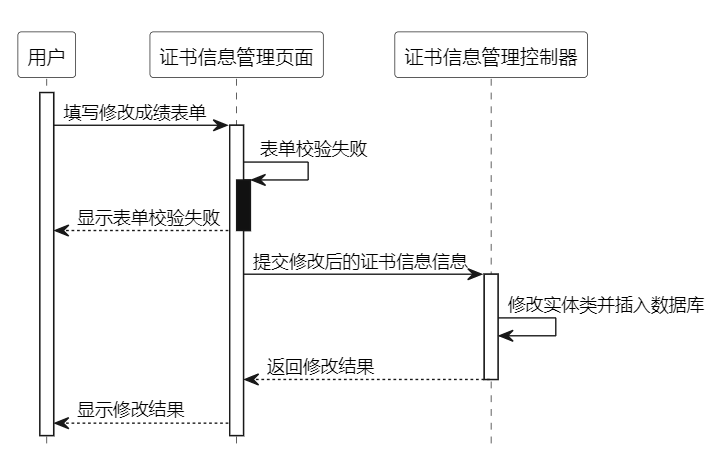 用户
证书信息管理页面
证书信息管理控制器
填写修改成绩表单
表单校验失败
显示表单校验失败
提交修改后的证书信息信息
修改实体类并插入数据库
返回修改结果
显示修改结果